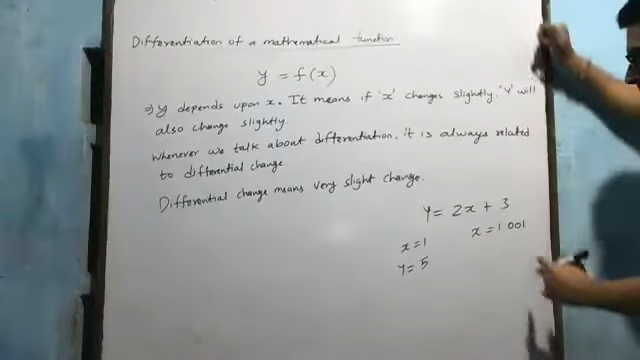 Differentiation of a mathematical function
y = f(x)
⇒ y depends upon x. It means if 'x' changes slightly, 'y' will
also change slightly.
Whenever we talk about differentiation, it is always related
to differential change.
Differential change means very slight change.
y = 2x + 3
x = 1 x = 1.001
y = 5